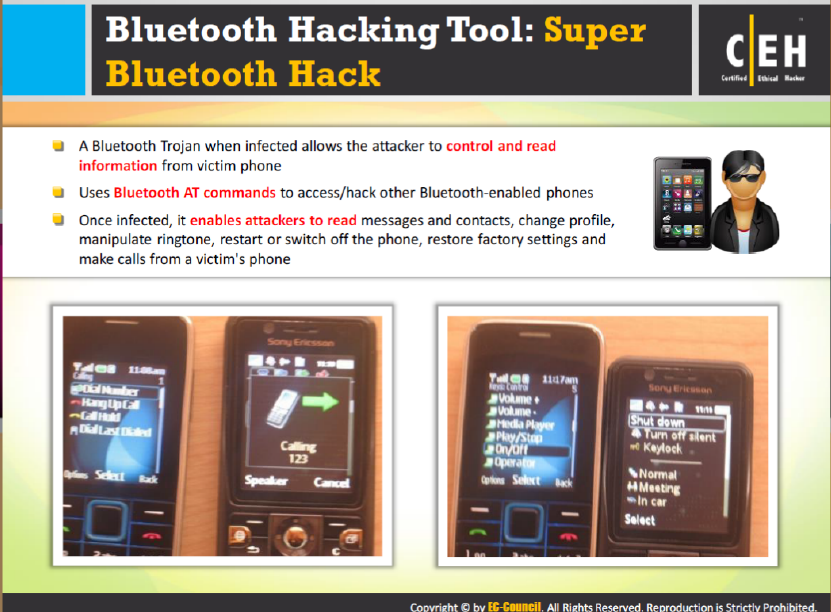 Bluetooth Hacking Tool: Super
Bluetooth Hack
CEH
Certified Ethical Hacker
A Bluetooth Trojan when infected allows the attacker to control and read
information from victim phone
Uses Bluetooth AT commands to access/hack other Bluetooth-enabled phones
Once infected, it enables attackers to read messages and contacts, change profile,
manipulate ringtone, restart or switch off the phone, restore factory settings and
make calls from a victim's phone
11:08am
Calling
1
Dial Number
Hang Up Call
Call Hold
Dial Last Dialed
Options Select Back
Sony Ericsson
Calling
123
Speaker Cancel
11:17am
5
Volume +
Volume -
Media Player
Play/Stop
On/Off
Operator
Options Select Back
Sony Ericsson
11:11
Shut down
Turn off silent
Keylock
Normal
Meeting
In car
Select
Copyright © by EC-Council. All Rights Reserved. Reproduction is Strictly Prohibited.